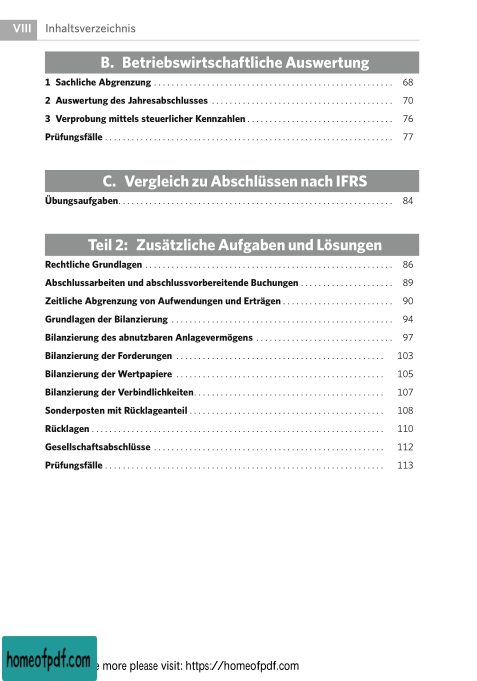 VIII Inhaltsverzeichnis
B. Betriebswirtschaftliche Auswertung
1 Sachliche Abgrenzung 68
2 Auswertung des Jahresabschlusses 70
3 Verprobung mittels steuerlicher Kennzahlen 76
Prüfungsfälle 77
C. Vergleich zu Abschlüssen nach IFRS
Übungsaufgaben 84
Teil 2: Zusätzliche Aufgaben und Lösungen
Rechtliche Grundlagen 86
Abschlussarbeiten und abschlussvorbereitende Buchungen 89
Zeitliche Abgrenzung von Aufwendungen und Erträgen 90
Grundlagen der Bilanzierung 94
Bilanzierung des abnutzbaren Anlagevermögens 97
Bilanzierung der Forderungen 103
Bilanzierung der Wertpapiere 105
Bilanzierung der Verbindlichkeiten 107
Sonderposten mit Rücklageanteil 108
Rücklagen 110
Gesellschaftsabschlüsse 112
Prüfungsfälle 113
homeofpdf.com more please visit: https://homeofpdf.com